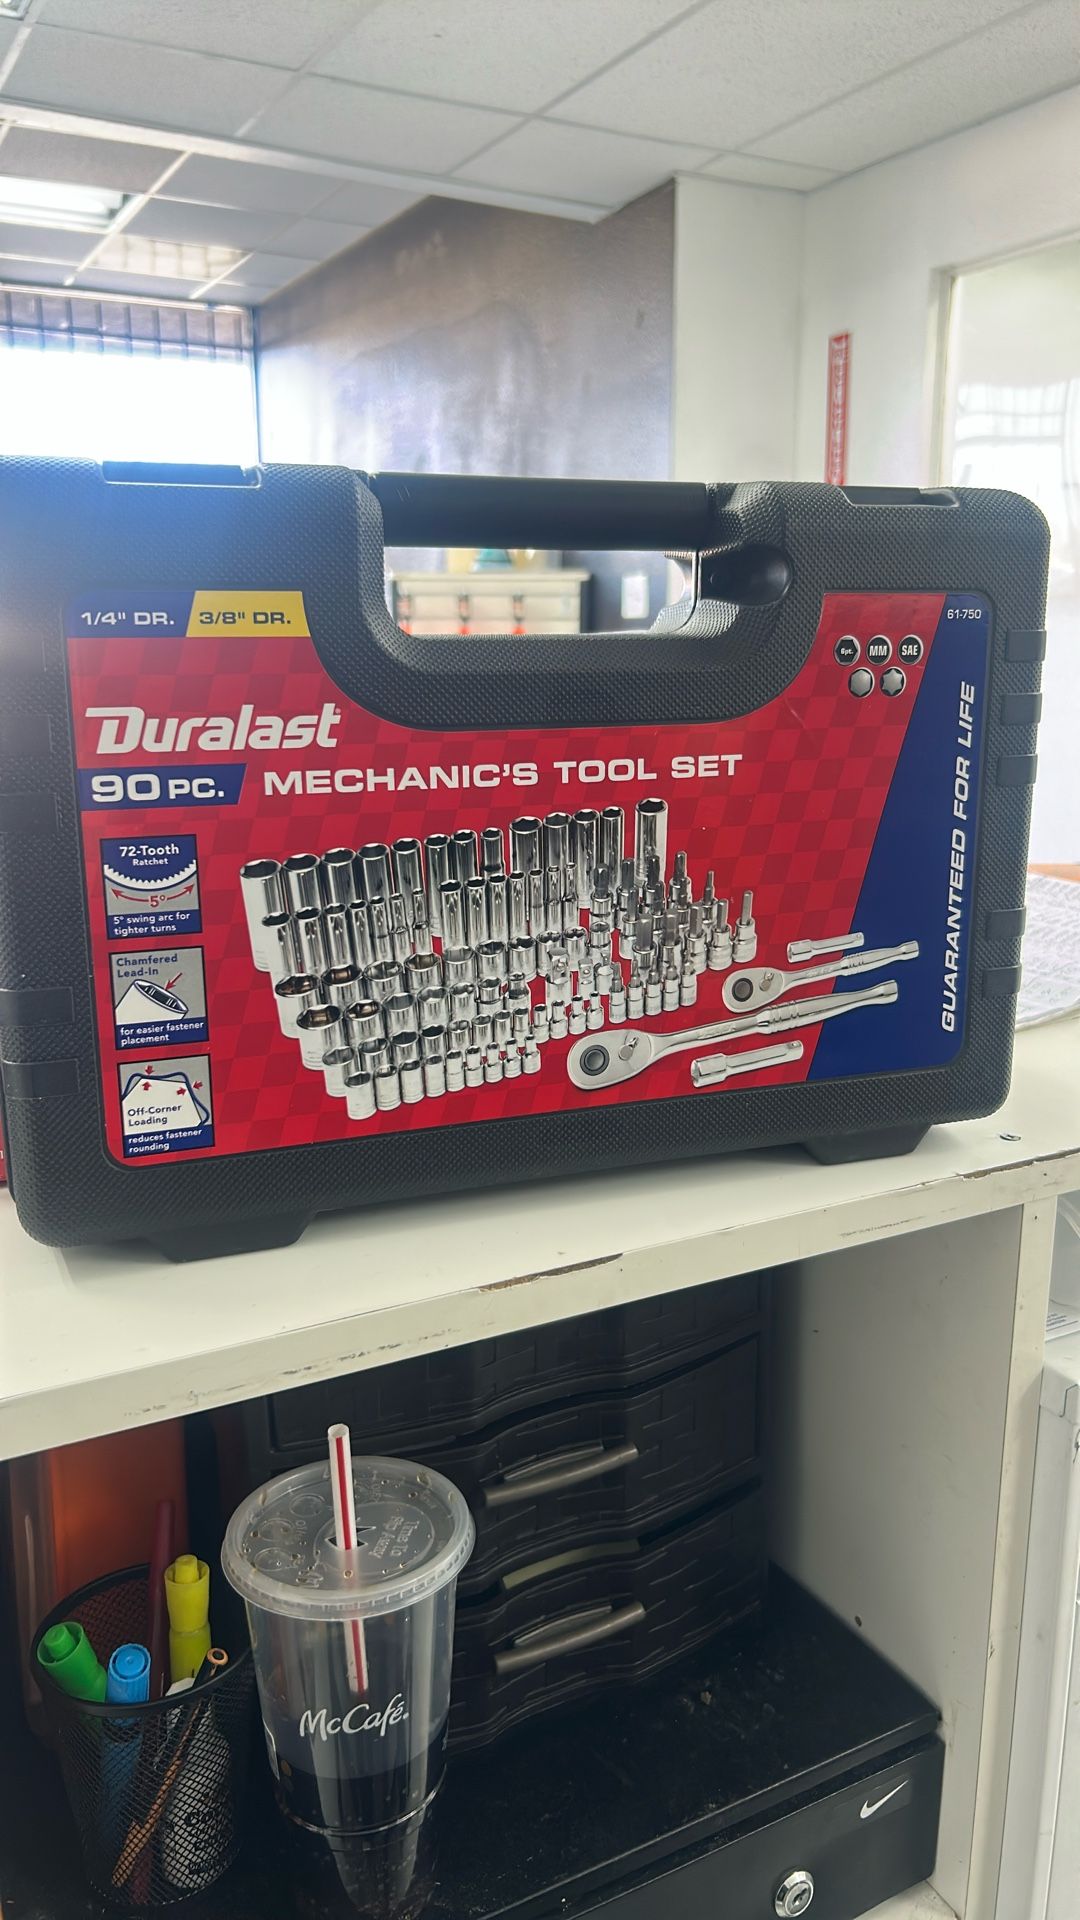 1/4" DR. 3/8" DR.
61-750
6pt. MM SAE
Duralast
90 PC. MECHANIC'S TOOL SET
72-Tooth
Ratchet
5°
5° swing arc for
tighter turns
Chamfered
Lead-In
for easier fastener
placement
Off-Corner
Loading
reduces fastener
rounding
GUARANTEED FOR LIFE
McCafé.